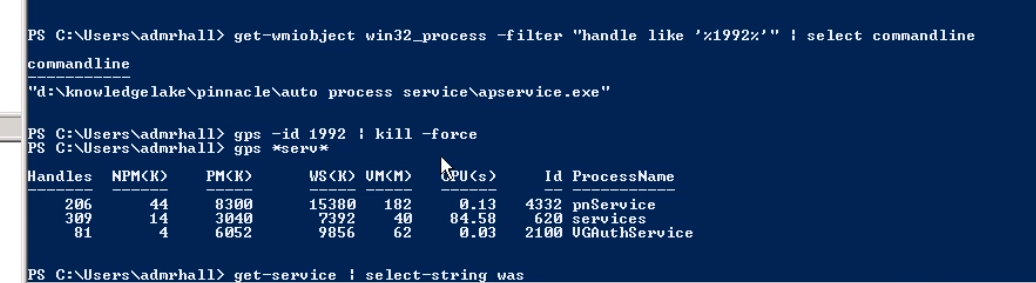 PS C:\Users\admrhall> get-wmiobject win32_process -filter "handle like '%1992%'" | select commandline
commandline
-----------
"d:\knowledgelake\pinnacle\auto process service\apservice.exe"
PS C:\Users\admrhall> gps -id 1992 | kill -force
PS C:\Users\admrhall> gps *serv*
Handles NPM(K) PM(K) WS(K) VM(M) CPU(s) Id ProcessName
------- ------ ----- ----- ----- ------ -- -----------
206 44 8300 15380 182 0.13 4332 pnService
309 14 3040 7392 40 84.58 620 services
81 4 6052 9856 62 0.03 2100 VGAuthService
PS C:\Users\admrhall> get-service | select-string was